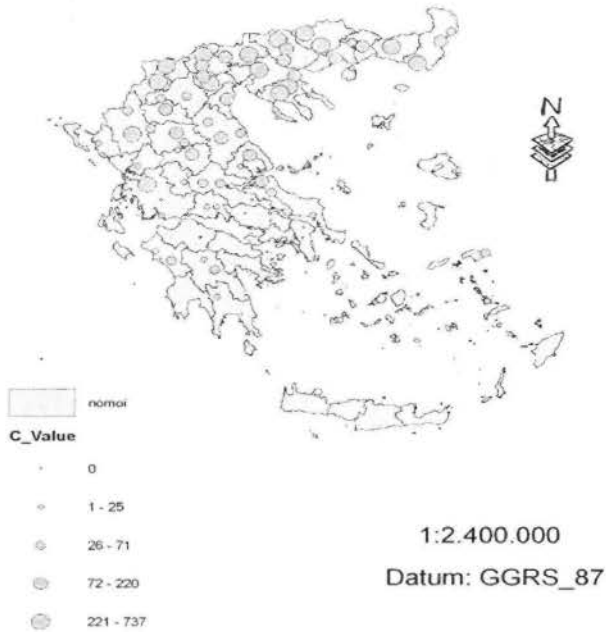 N
nomoi
C_Value
0
1 - 25
26 - 71
72 - 220
221 - 737
1:2.400.000
Datum: GGRS_87